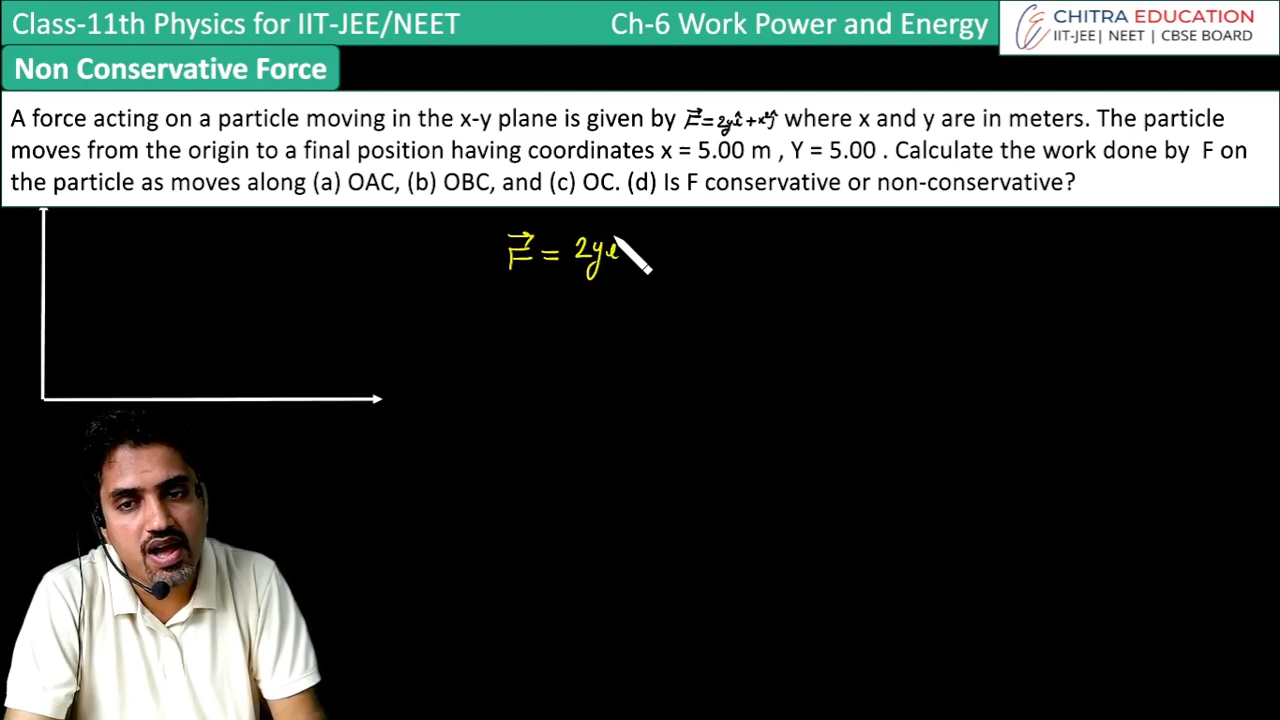 Class-11th Physics for IIT-JEE/NEET Ch-6 Work Power and Energy
CHITRA EDUCATION
IIT-JEE| NEET | CBSE BOARD
Non Conservative Force
A force acting on a particle moving in the x-y plane is given by F⃗=2yî+x²ĵ where x and y are in meters. The particle
moves from the origin to a final position having coordinates x = 5.00 m , Y = 5.00 . Calculate the work done by F on
the particle as moves along (a) OAC, (b) OBC, and (c) OC. (d) Is F conservative or non-conservative?
F⃗ = 2yi